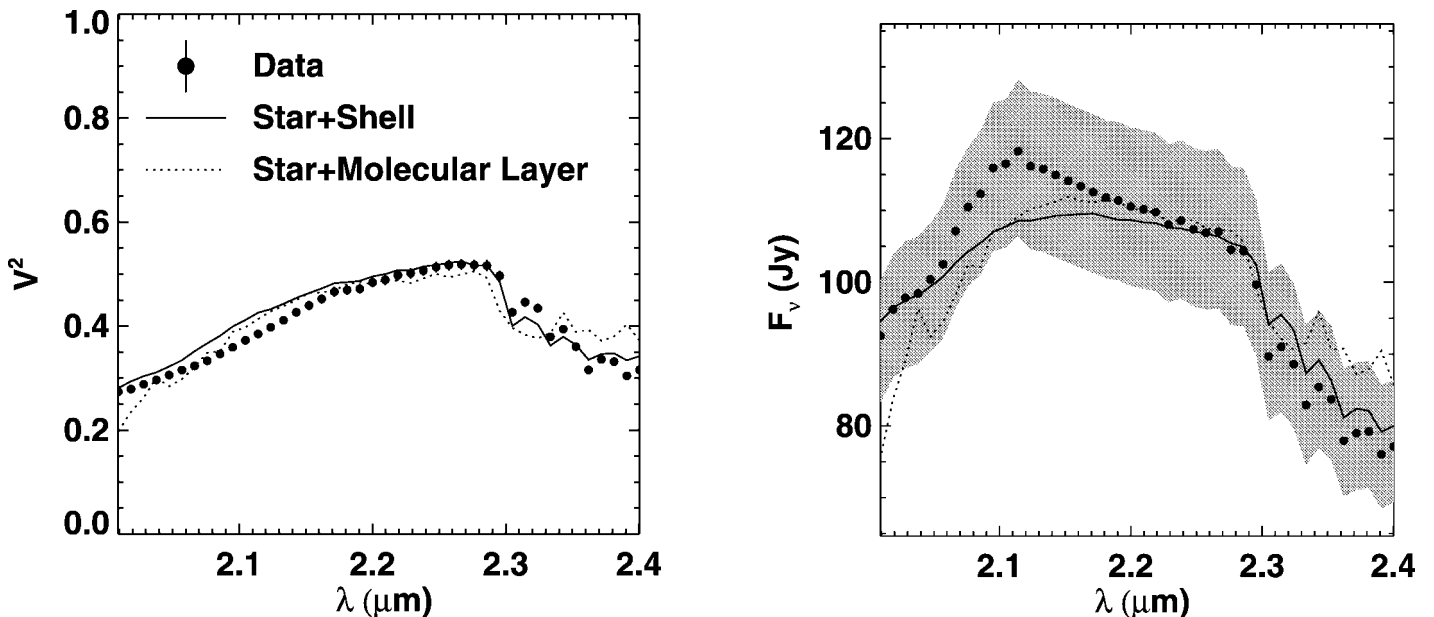 1.0
0.8
0.6
0.4
0.2
0.0
V²
Data
Star+Shell
Star+Molecular Layer
2.1 2.2 2.3 2.4
λ (μm)
120
100
80
Fν (Jy)
2.1 2.2 2.3 2.4
λ (μm)